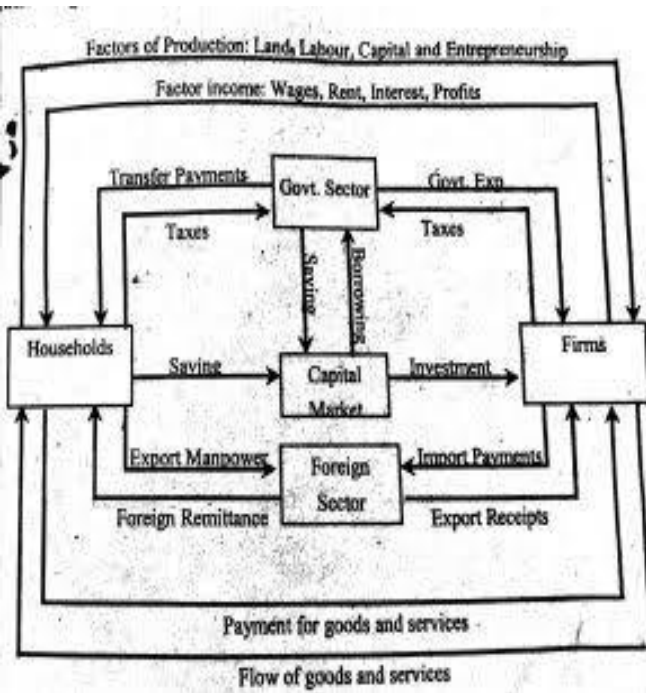 Factors of Production: Land, Labour, Capital and Entrepreneurship
Factor income: Wages, Rent, Interest, Profits
Transfer Payments
Govt. Sector
Govt. Exp
Taxes
Taxes
Saving
Borrowing
Households
Firms
Saving
Capital
Market
Investment
Export Manpower
Foreign
Sector
Import Payments
Foreign Remittance
Export Receipts
Payment for goods and services
Flow of goods and services